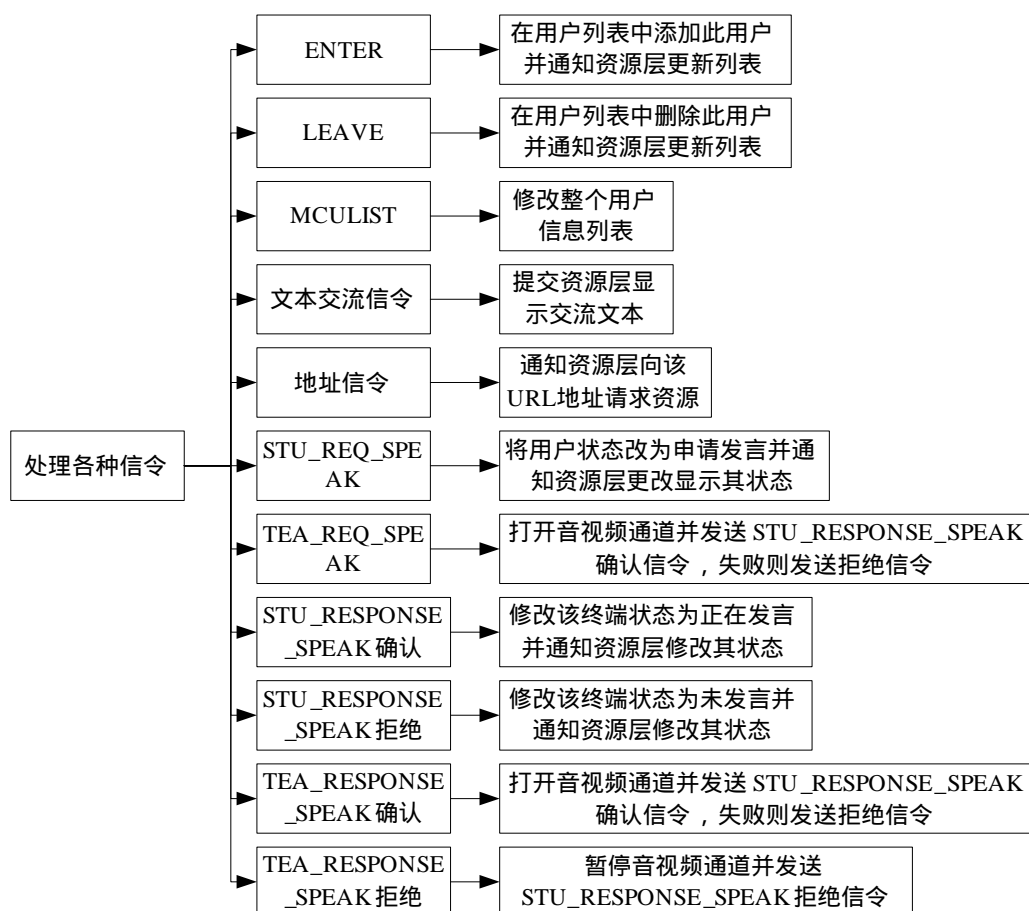 ENTER
在用户列表中添加此用户
并通知资源层更新列表
LEAVE
在用户列表中删除此用户
并通知资源层更新列表
MCULIST
修改整个用户
信息列表
文本交流信令
提交资源层显
示交流文本
地址信令
通知资源层向该
URL地址请求资源
处理各种信令
STU_REQ_SPE
AK
将用户状态改为申请发言并通
知资源层更改显示其状态
TEA_REQ_SPE
AK
打开音视频通道并发送 STU_RESPONSE_SPEAK
确认信令，失败则发送拒绝信令
STU_RESPONSE
_SPEAK确认
修改该终端状态为正在发言
并通知资源层修改其状态
STU_RESPONSE
_SPEAK拒绝
修改该终端状态为未发言并
通知资源层修改其状态
TEA_RESPONSE
_SPEAK确认
打开音视频通道并发送 STU_RESPONSE_SPEAK
确认信令，失败则发送拒绝信令
TEA_RESPONSE
_SPEAK拒绝
暂停音视频通道并发送
STU_RESPONSE_SPEAK拒绝信令